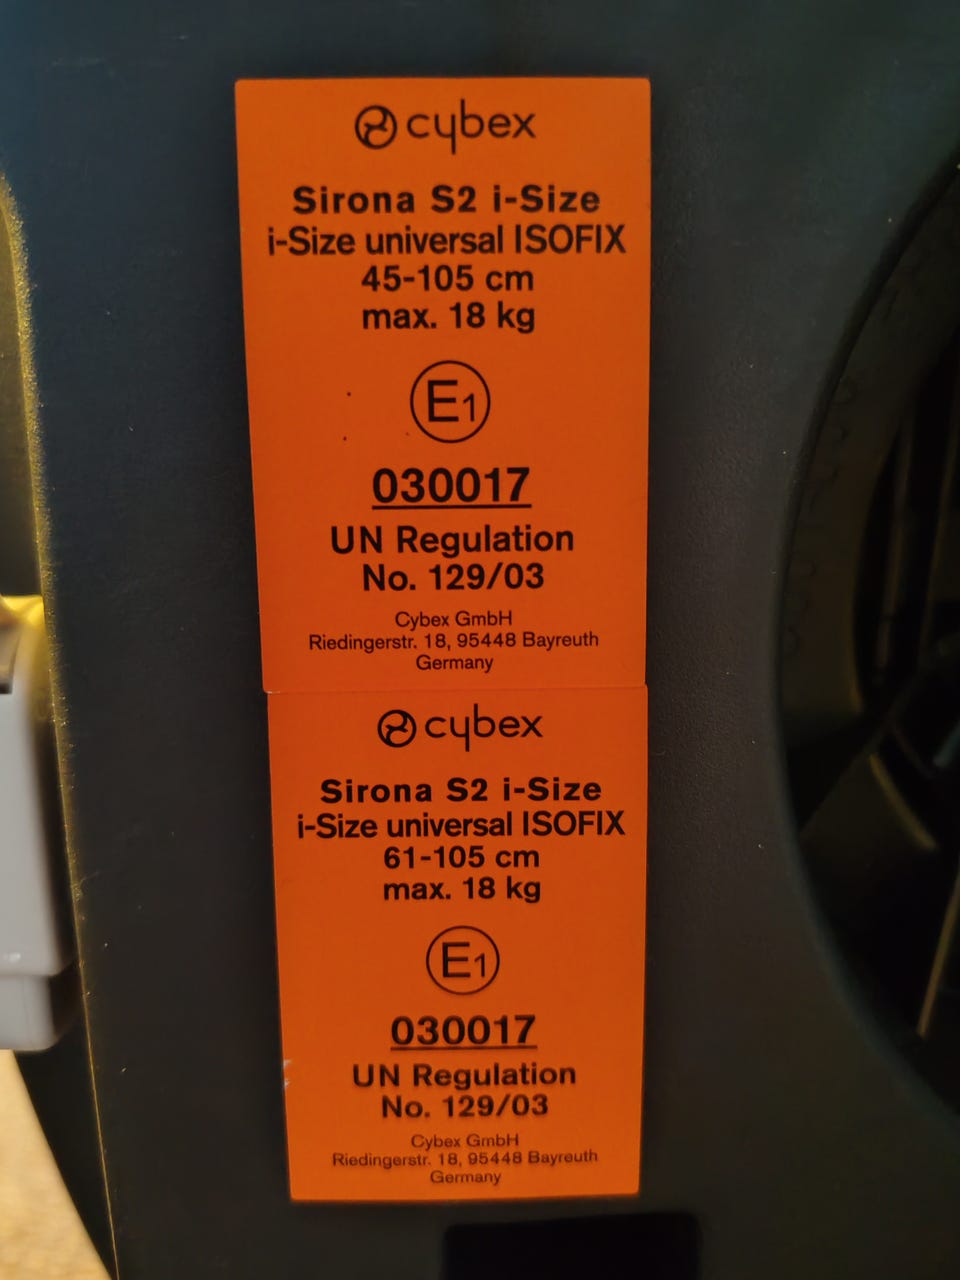 cybex
Sirona S2 i-Size
i-Size universal ISOFIX
45-105 cm
max. 18 kg
E1
030017
UN Regulation
No. 129/03
Cybex GmbH
Riedingerstr. 18, 95448 Bayreuth
Germany
cybex
Sirona S2 i-Size
i-Size universal ISOFIX
61-105 cm
max. 18 kg
E1
030017
UN Regulation
No. 129/03
Cybex GmbH
Riedingerstr. 18, 95448 Bayreuth
Germany